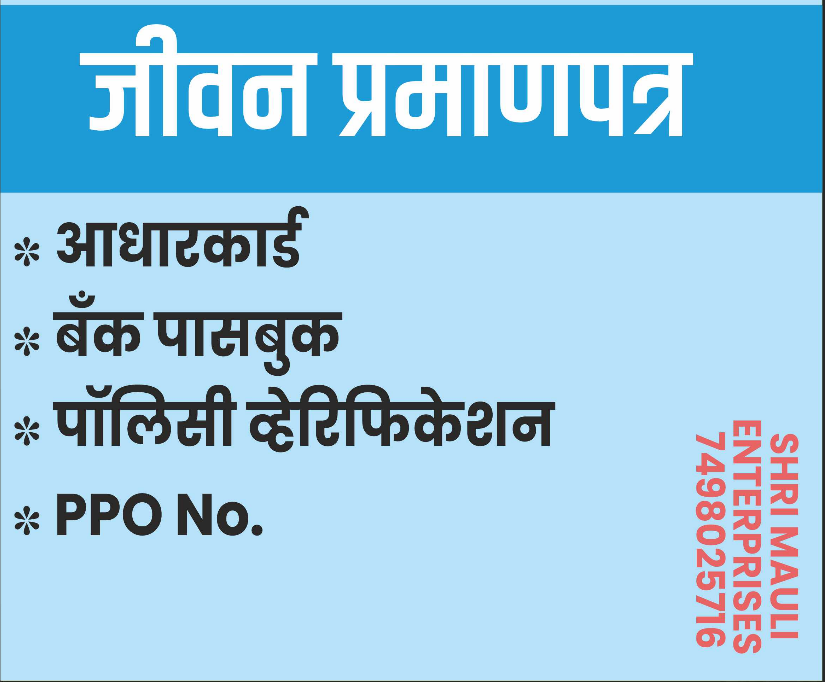 जीवन प्रमाणपत्र
* आधारकार्ड
* बँक पासबुक
* पॉलिसी व्हेरिफिकेशन
* PPO No.
SHRI MAULI
ENTERPRISES
7498025716